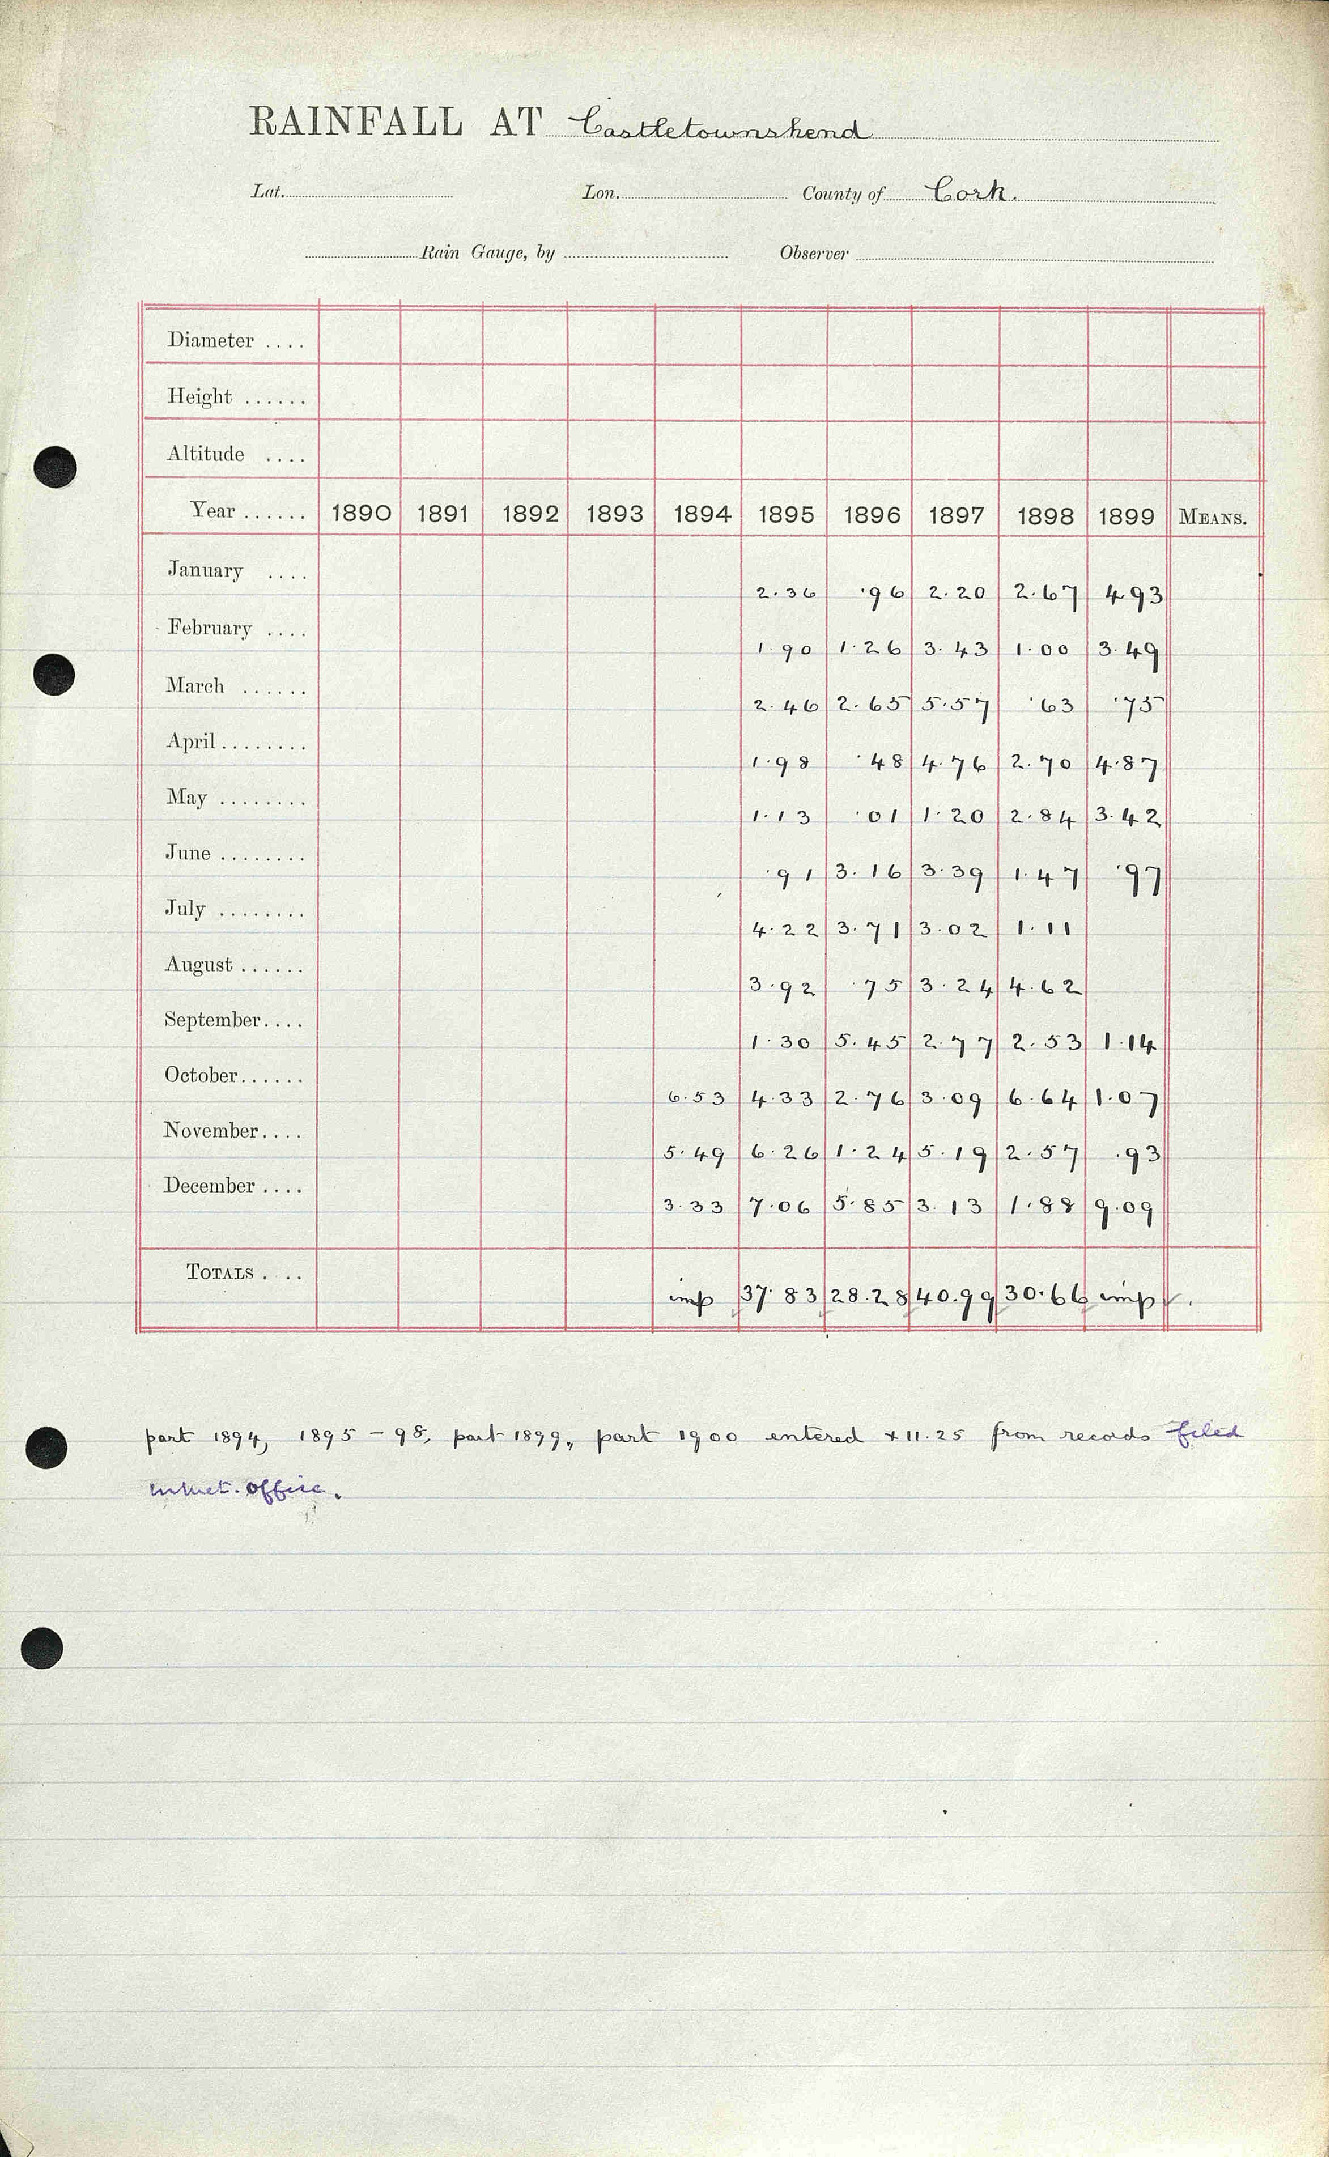 RAINFALL AT Castletownshend
Lat. Lon. County of Cork.
Rain Gauge, by Observer
Diameter ....
Height ......
Altitude ....
Year ...... 1890 1891 1892 1893 1894 1895 1896 1897 1898 1899 MEANS.
January .... 2.36 .96 2.20 2.67 4.93
February .... 1.90 1.26 3.43 1.00 3.49
March ...... 2.46 2.65 5.57 .63 .75
April ........ 1.98 .48 4.76 2.70 4.87
May ........ 1.13 .01 1.20 2.84 3.42
June ........ .91 3.16 3.39 1.47 .97
July ........ 4.22 3.71 3.02 1.11
August ...... 3.92 .75 3.24 4.62
September .... 1.30 5.45 2.77 2.53 1.14
October ...... 6.53 4.33 2.76 3.09 6.64 1.07
November .... 5.49 6.26 1.24 5.19 2.57 .93
December .... 3.33 7.06 5.85 3.13 1.88 9.09
TOTALS .... imp 37.83 28.28 40.99 30.66 imp.
part 1894, 1895 - 98, part 1899, part 1900 entered 11.25 from records filed
in Met. Office.